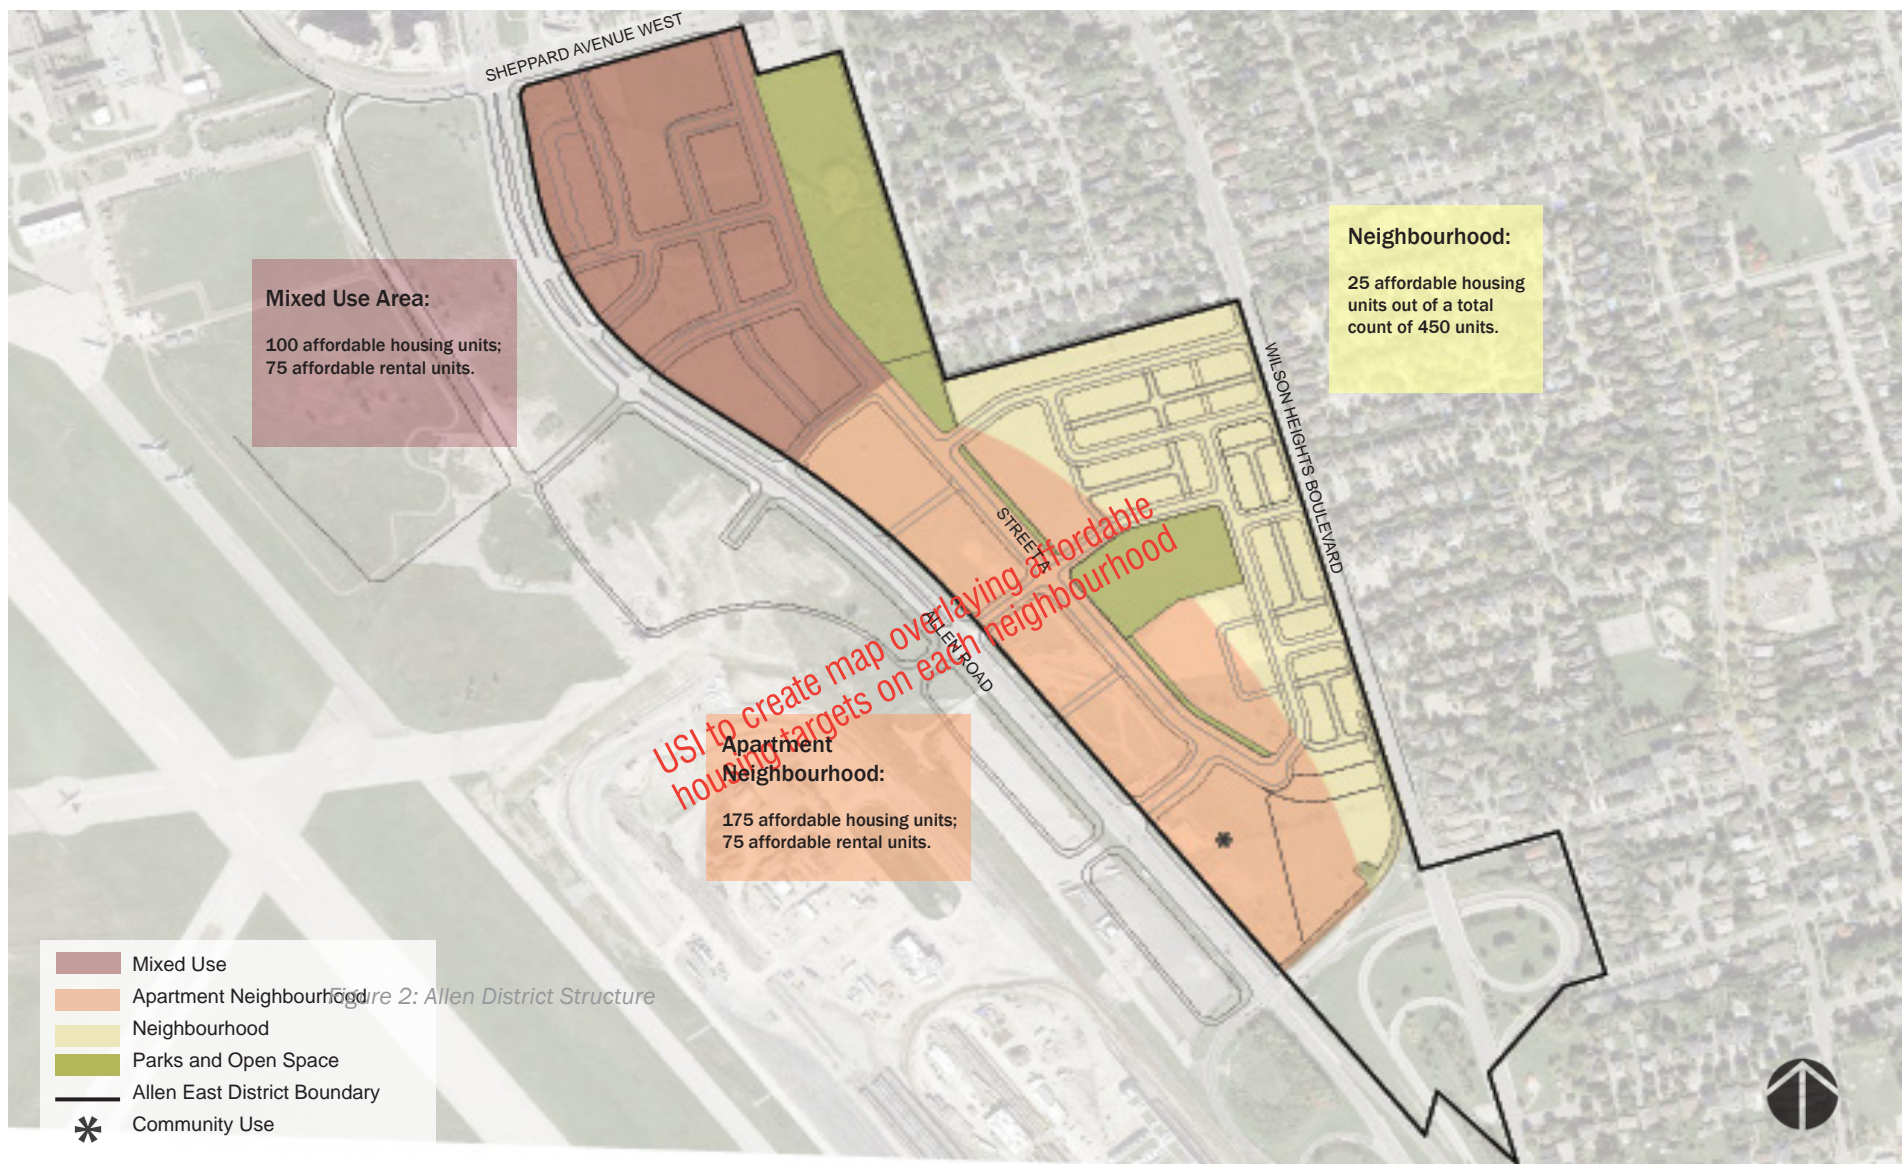 SHEPPARD AVENUE WEST
Neighbourhood:
25 affordable housing
units out of a total
count of 450 units.
Mixed Use Area:
100 affordable housing units;
75 affordable rental units.
WILSON HEIGHTS BOULEVARD
STREET A
ALLEN ROAD
USI to create map overlaying affordable
housing targets on each neighbourhood
Apartment
Neighbourhood:
175 affordable housing units;
75 affordable rental units.
Mixed Use
Apartment Neighbourhood
Figure 2: Allen District Structure
Neighbourhood
Parks and Open Space
Allen East District Boundary
Community Use